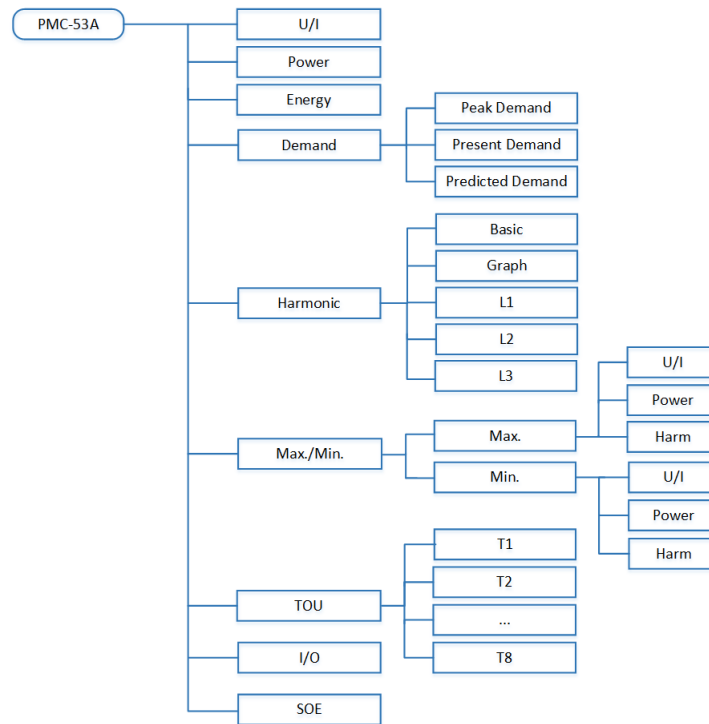 PMC-53A
U/I
Power
Energy
Demand
Peak Demand
Present Demand
Predicted Demand
Harmonic
Basic
Graph
L1
L2
L3
Max./Min.
Max.
U/I
Power
Harm
Min.
U/I
Power
Harm
TOU
T1
T2
...
T8
I/O
SOE